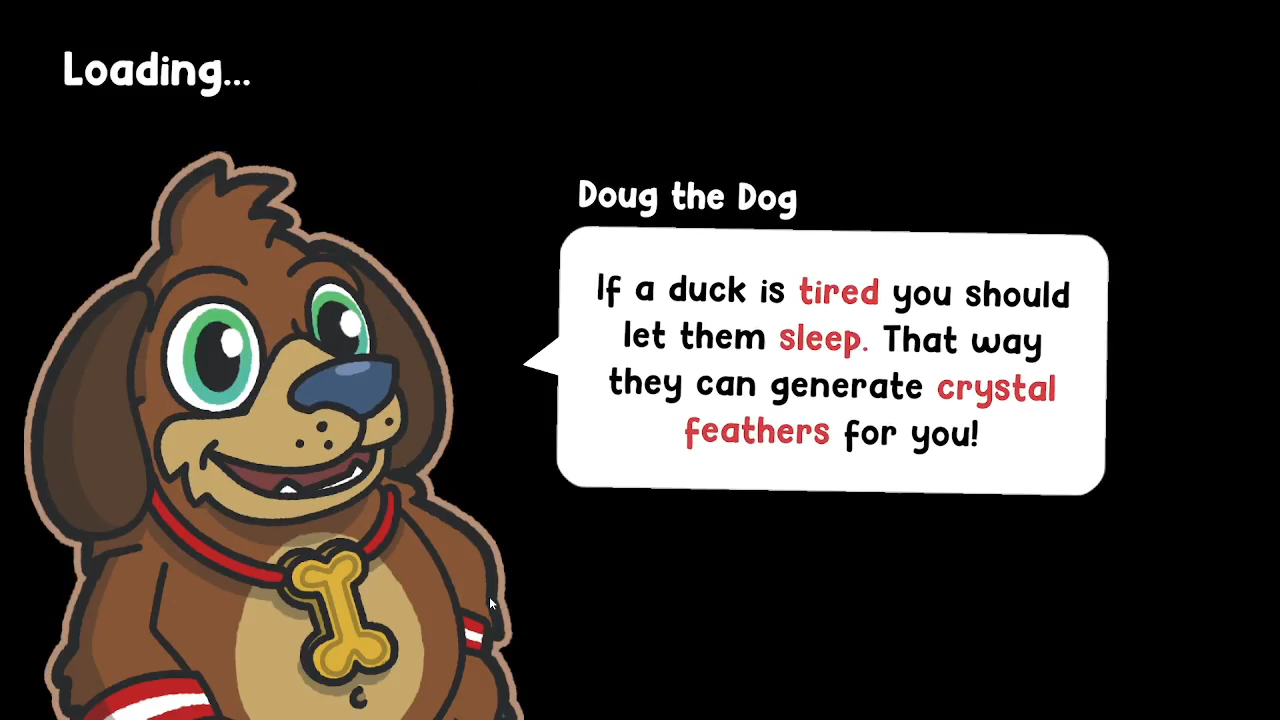 Loading...
Doug the Dog
If a duck is tired you should
let them sleep. That way
they can generate crystal
feathers for you!